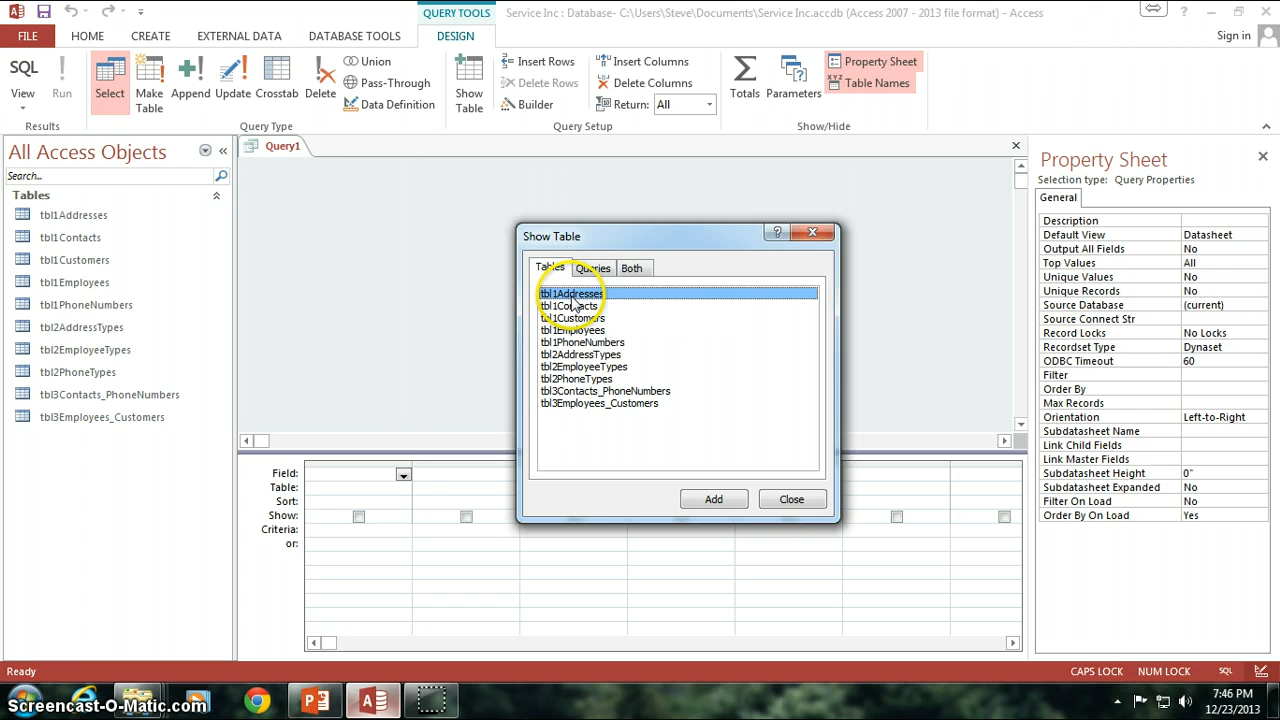 QUERY TOOLS
Service Inc : Database- C:\Users\Steve\Documents\Service Inc.accdb (Access 2007 - 2013 file format) - Access
FILE HOME CREATE EXTERNAL DATA DATABASE TOOLS DESIGN Sign in
SQL View
Run
Results
Select
Make Table
Append
Update
Crosstab
Delete
Union
Pass-Through
Data Definition
Query Type
Show Table
Insert Rows
Delete Rows
Builder
Insert Columns
Delete Columns
Return: All
Query Setup
Totals
Parameters
Property Sheet
XYZ Table Names
Show/Hide
All Access Objects
Search...
Tables
tbl1Addresses
tbl1Contacts
tbl1Customers
tbl1Employees
tbl1PhoneNumbers
tbl2AddressTypes
tbl2EmployeeTypes
tbl2PhoneTypes
tbl3Contacts_PhoneNumbers
tbl3Employees_Customers
Query1
Show Table
Tables Queries Both
tbl1Addresses
tbl1Contacts
tbl1Customers
tbl1Employees
tbl1PhoneNumbers
tbl2AddressTypes
tbl2EmployeeTypes
tbl2PhoneTypes
tbl3Contacts_PhoneNumbers
tbl3Employees_Customers
Add Close
Field:
Table:
Sort:
Show:
Criteria:
or:
Property Sheet
Selection type: Query Properties
General
Description
Default View Datasheet
Output All Fields No
Top Values All
Unique Values No
Unique Records No
Source Database (current)
Source Connect Str
Record Locks No Locks
Recordset Type Dynaset
ODBC Timeout 60
Filter
Order By
Max Records
Orientation Left-to-Right
Subdatasheet Name
Link Child Fields
Link Master Fields
Subdatasheet Height 0"
Subdatasheet Expanded No
Filter On Load No
Order By On Load Yes
Ready CAPS LOCK NUM LOCK SQL
Screencast-O-Matic.com
7:46 PM
12/23/2013